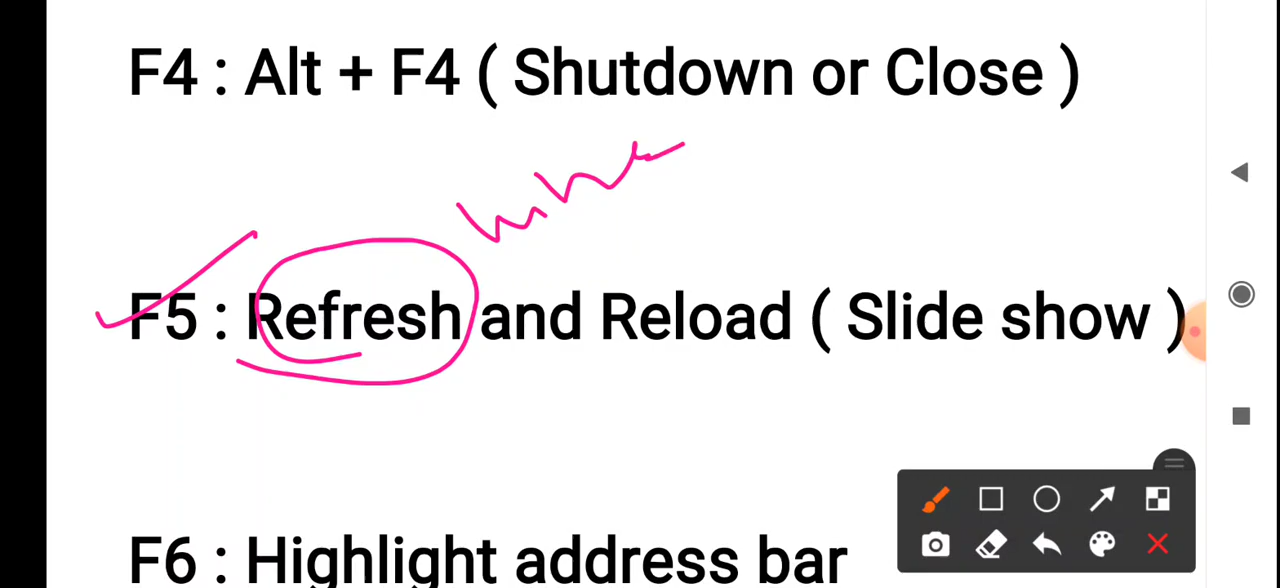 F4 : Alt + F4 ( Shutdown or Close )
F5 : Refresh and Reload ( Slide show )
F6 : Highlight address bar